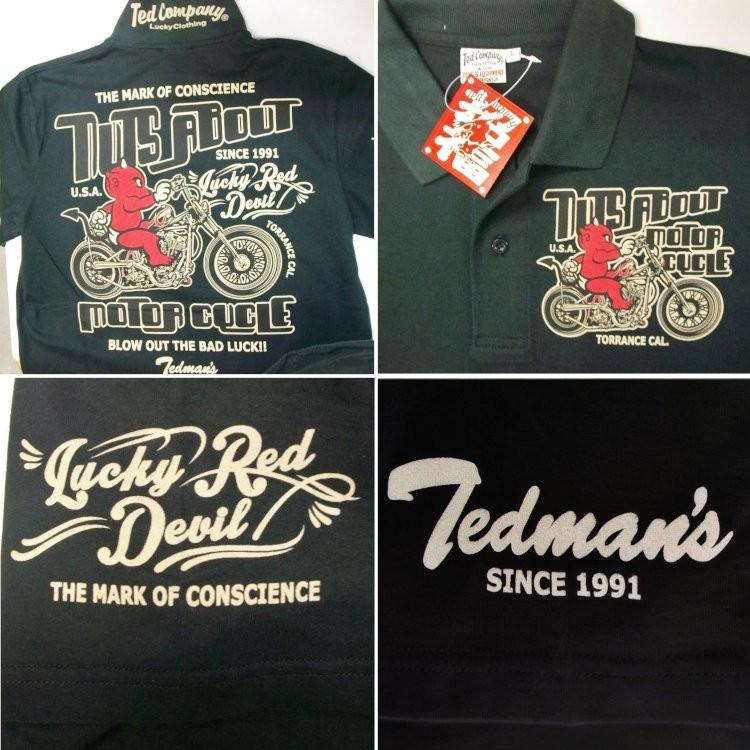 Ted Company®
Lucky Clothing
THE MARK OF CONSCIENCE
NUTS ABOUT
SINCE 1991
U.S.A.
Lucky Red
Devil
TORRANCE CAL.
MOTOR CYCLE
BLOW OUT THE BAD LUCK!!
Tedman's
Ted Company
L
NUTS ABOUT
U.S.A.
MOTOR
CYCLE
TORRANCE CAL.
Lucky Red
Devil
THE MARK OF CONSCIENCE
Tedman's
SINCE 1991